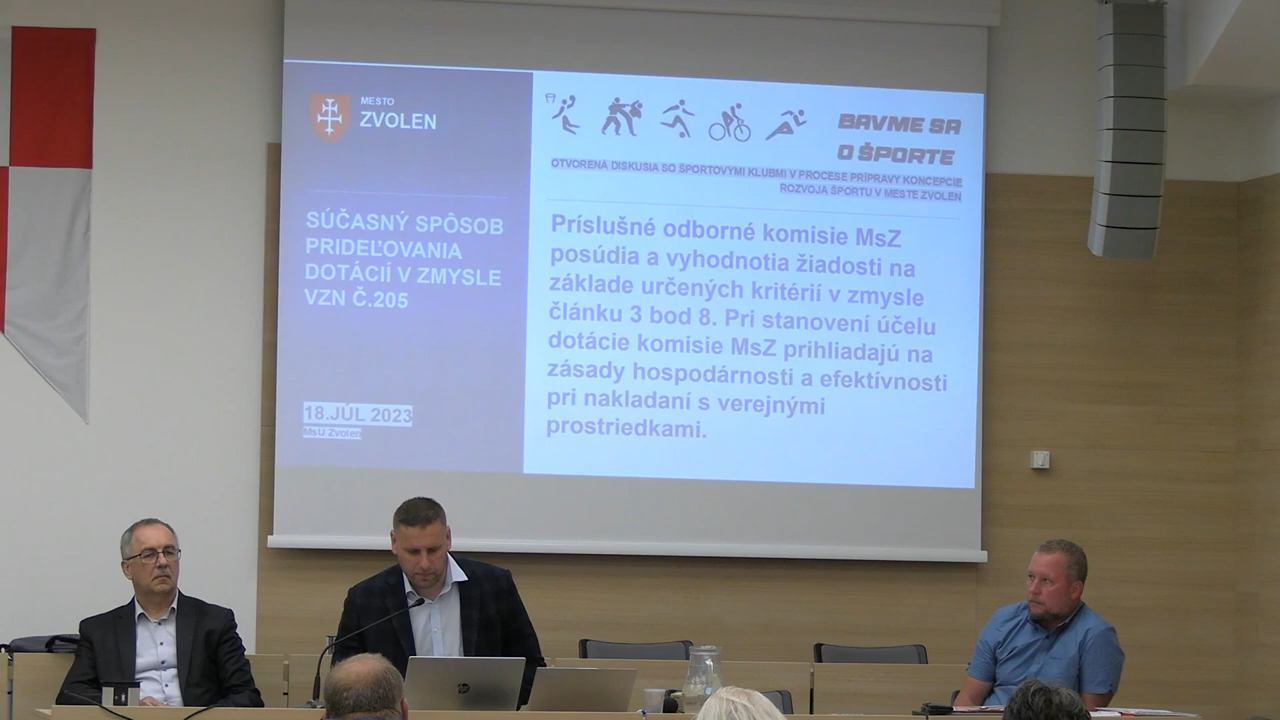 MESTO
ZVOLEN
SÚČASNÝ SPÔSOB
PRIDEĽOVANIA
DOTÁCIÍ V ZMYSLE
VZN Č.205
18.JÚL 2023
MsÚ Zvolen
BAVME SA
O ŠPORTE
OTVORENÁ DISKUSIA SO ŠPORTOVÝMI KLUBMI V PROCESE PRÍPRAVY KONCEPCIE
ROZVOJA ŠPORTU V MESTE ZVOLEN
Príslušné odborné komisie MsZ
posúdia a vyhodnotia žiadosti na
základe určených kritérií v zmysle
článku 3 bod 8. Pri stanovení účelu
dotácie komisie MsZ prihliadajú na
zásady hospodárnosti a efektívnosti
pri nakladaní s verejnými
prostriedkami.
hp